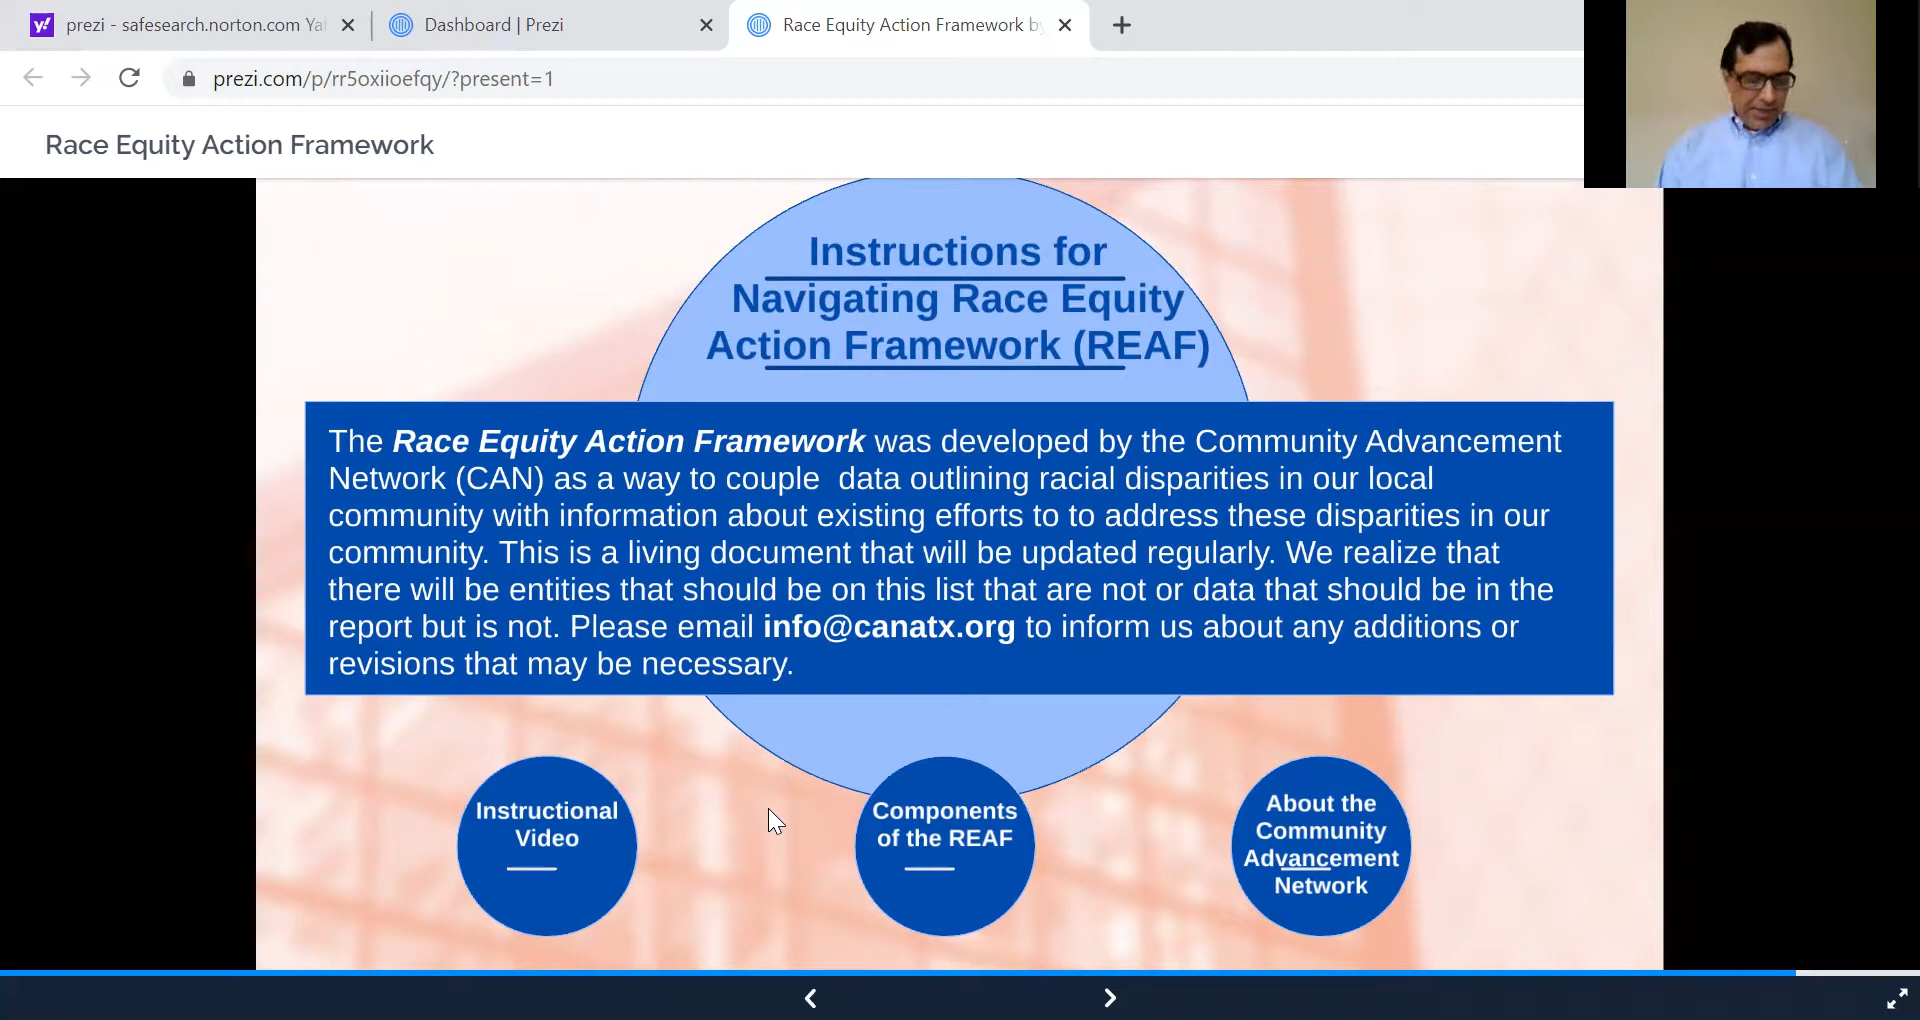 prezi - safesearch.norton.com Ya
Dashboard | Prezi
Race Equity Action Framework b
prezi.com/p/rr5oxiioefqy/?present=1
Race Equity Action Framework
Instructions for
Navigating Race Equity
Action Framework (REAF)
The Race Equity Action Framework was developed by the Community Advancement
Network (CAN) as a way to couple  data outlining racial disparities in our local
community with information about existing efforts to to address these disparities in our
community. This is a living document that will be updated regularly. We realize that
there will be entities that should be on this list that are not or data that should be in the
report but is not. Please email info@canatx.org to inform us about any additions or
revisions that may be necessary.
Instructional
Video
Components
of the REAF
About the
Community
Advancement
Network